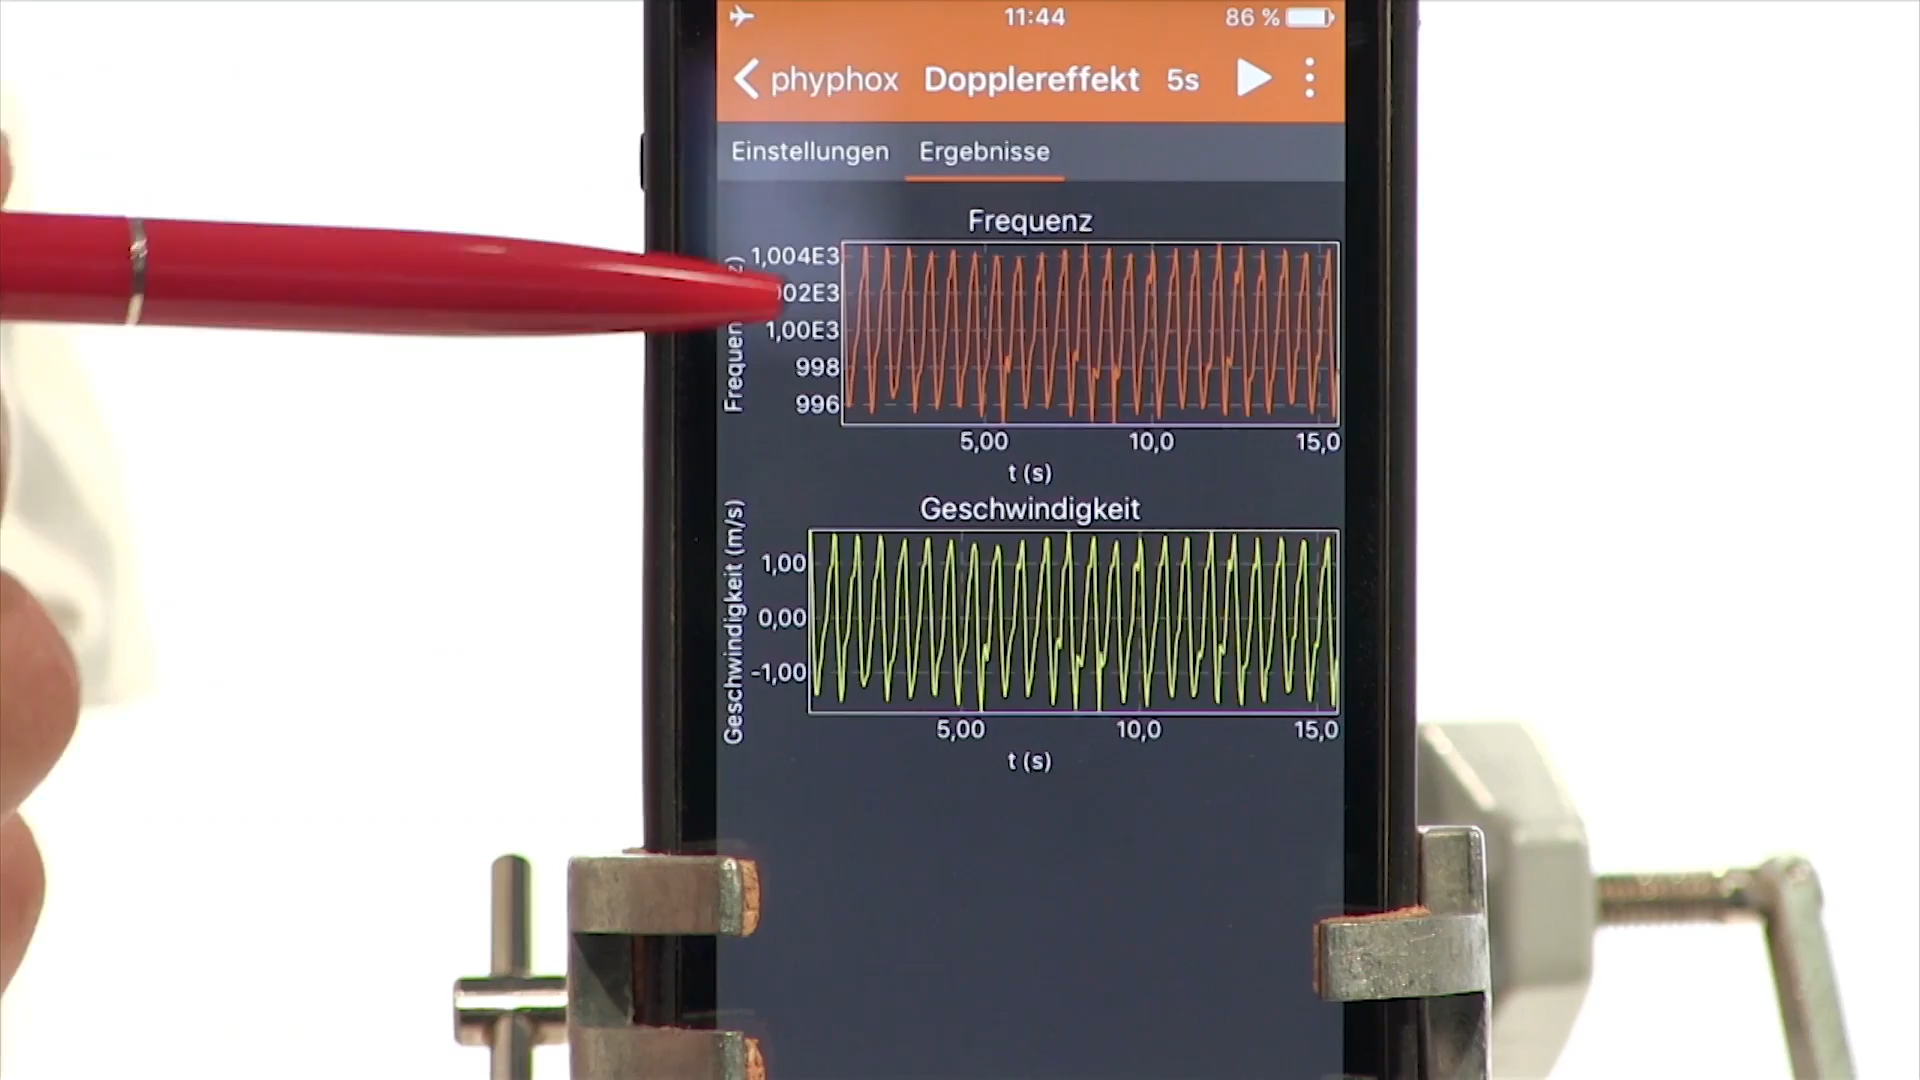 11:44 86 %
phyphox Dopplereffekt 5s
Einstellungen Ergebnisse
Frequenz
1,004E3
02E3
1,00E3
998
996
5,00 10,0 15,0
t (s)
Geschwindigkeit
Geschwindigkeit (m/s)
1,00
0,00
-1,00
5,00 10,0 15,0
t (s)